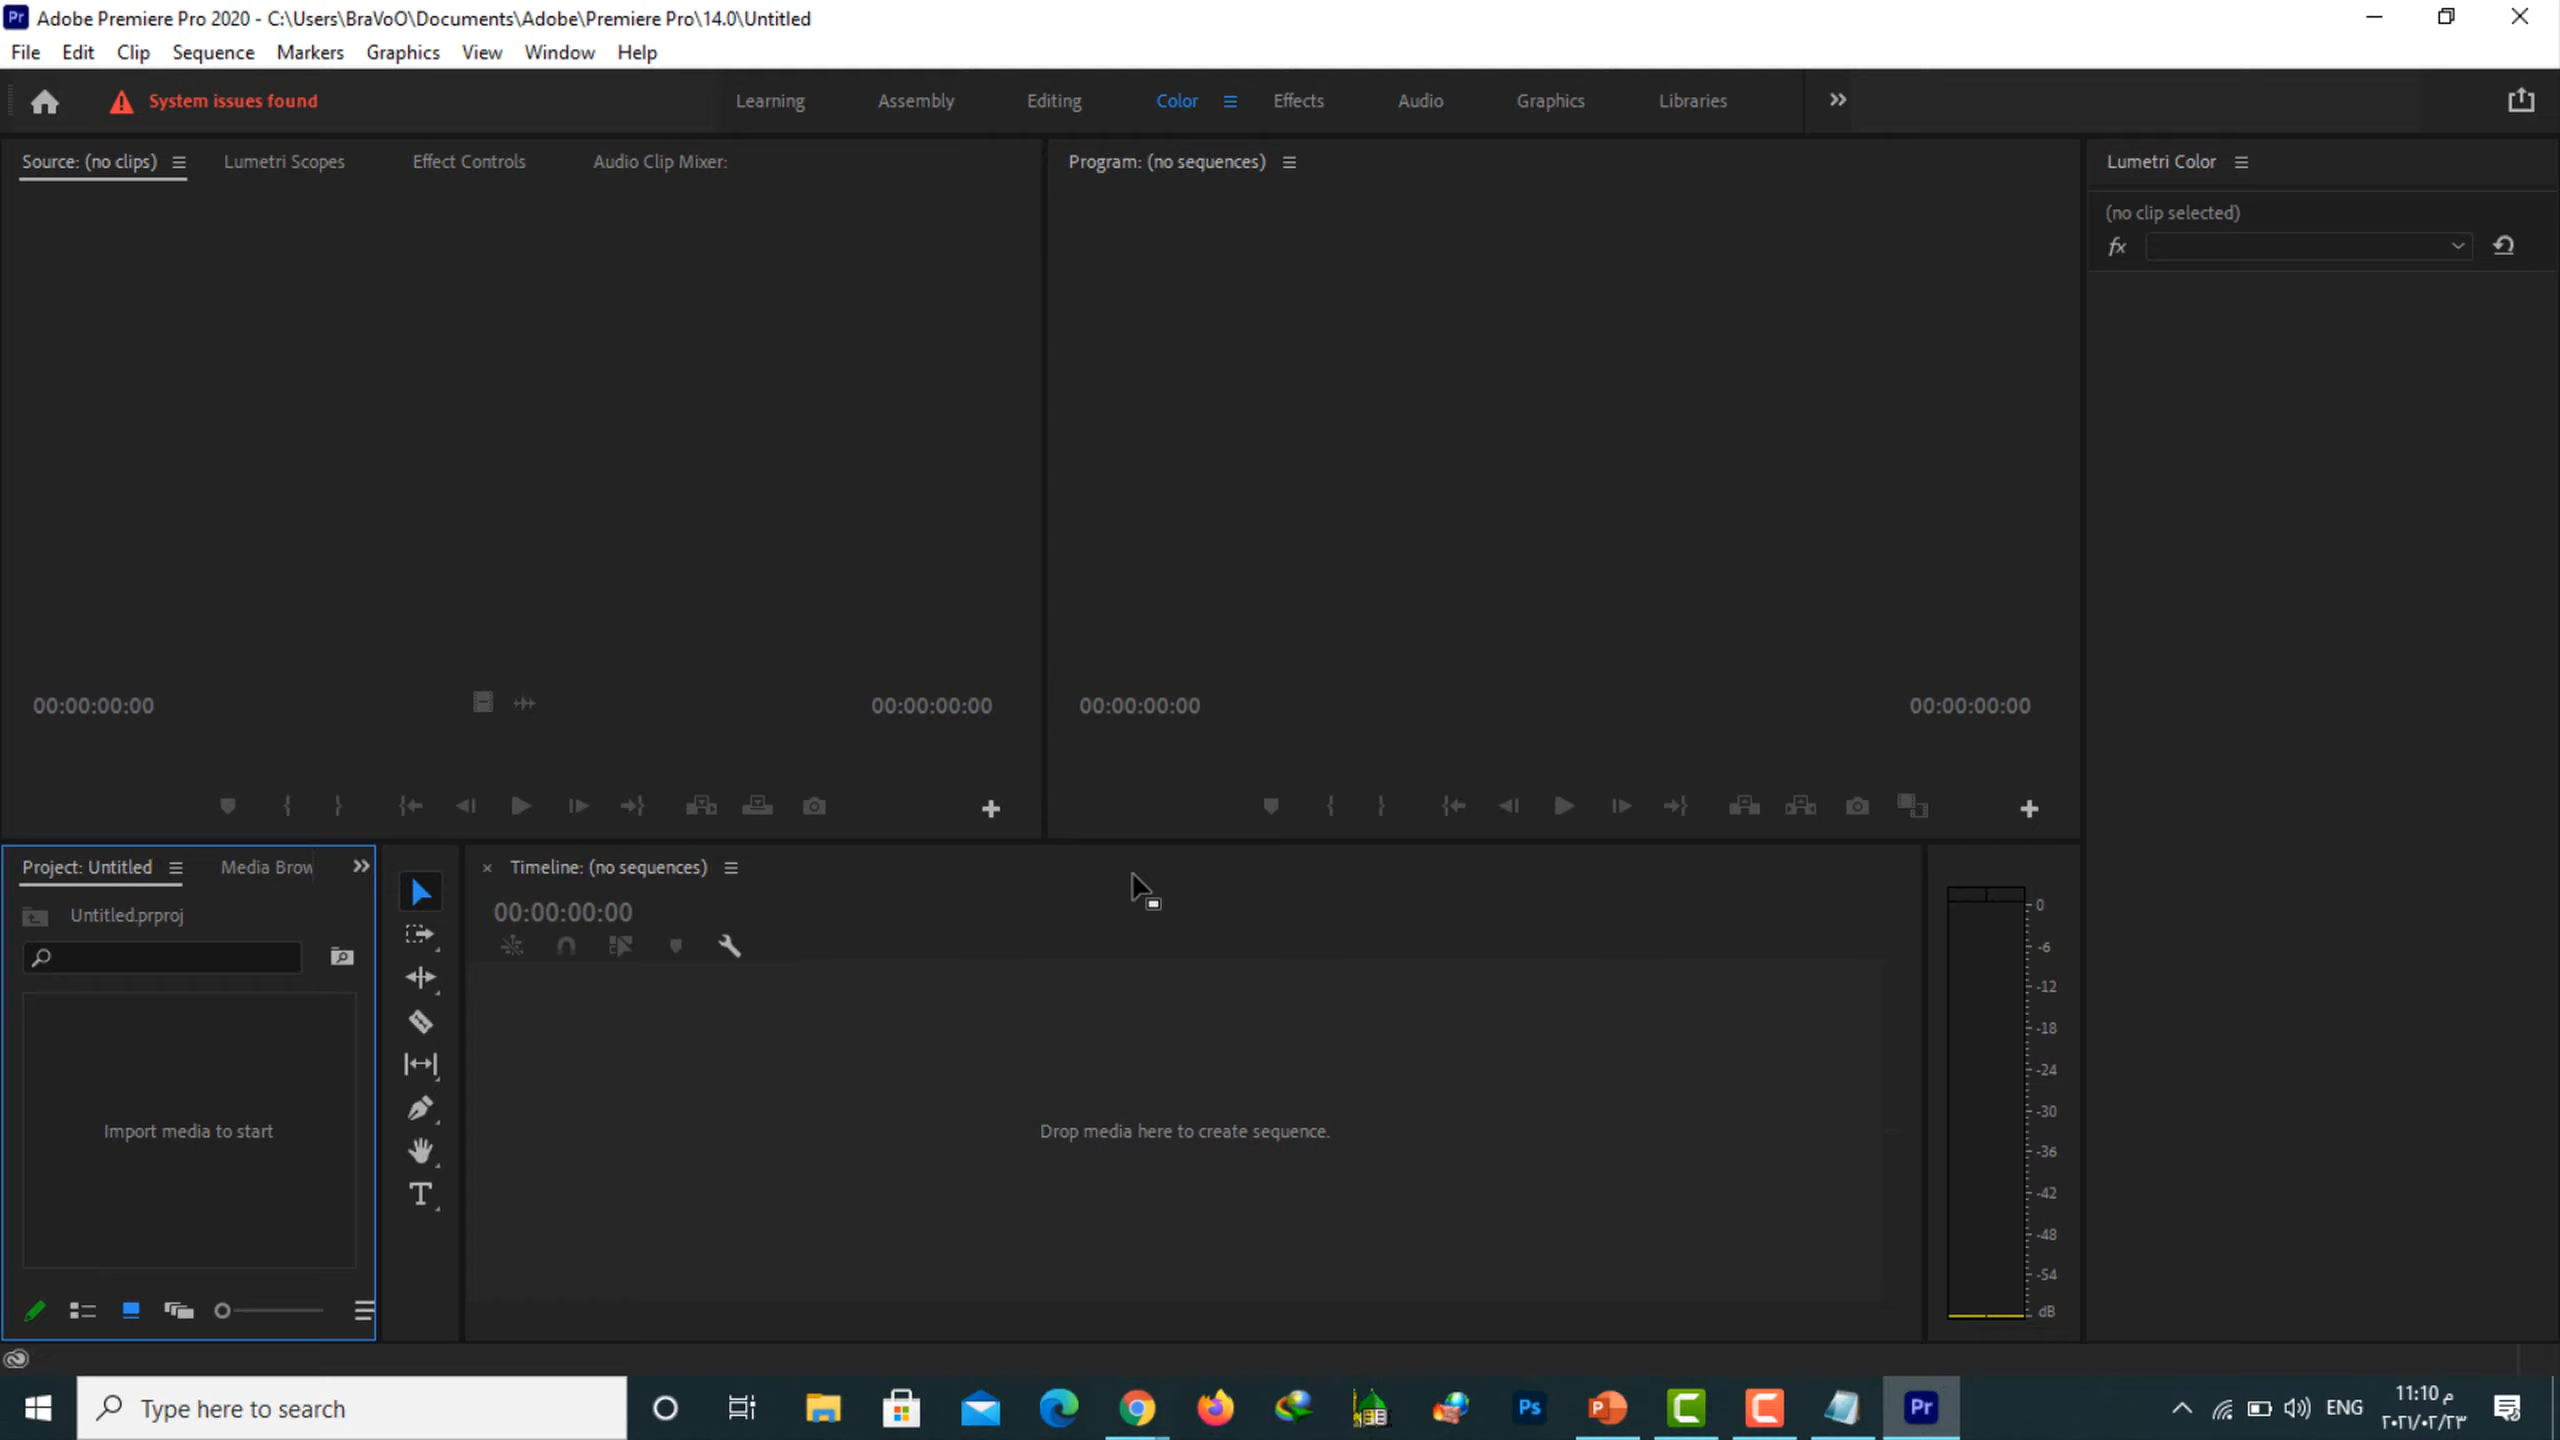 Adobe Premiere Pro 2020 - C:\Users\BraVoO\Documents\Adobe\Premiere Pro\14.0\Untitled
File Edit Clip Sequence Markers Graphics View Window Help
System issues found Learning Assembly Editing Color Effects Audio Graphics Libraries
Source: (no clips) Lumetri Scopes Effect Controls Audio Clip Mixer: Program: (no sequences) Lumetri Color
(no clip selected)
fx
00:00:00:00 00:00:00:00 00:00:00:00 00:00:00:00
Project: Untitled Media Brow Timeline: (no sequences)
Untitled.prproj 00:00:00:00
0
-6
-12
-18
-24
-30
-36
-42
-48
-54
dB
Import media to start Drop media here to create sequence.
Type here to search Ps Pr ENG
11:10 م
٢٠٢١/٠٢/٢٣